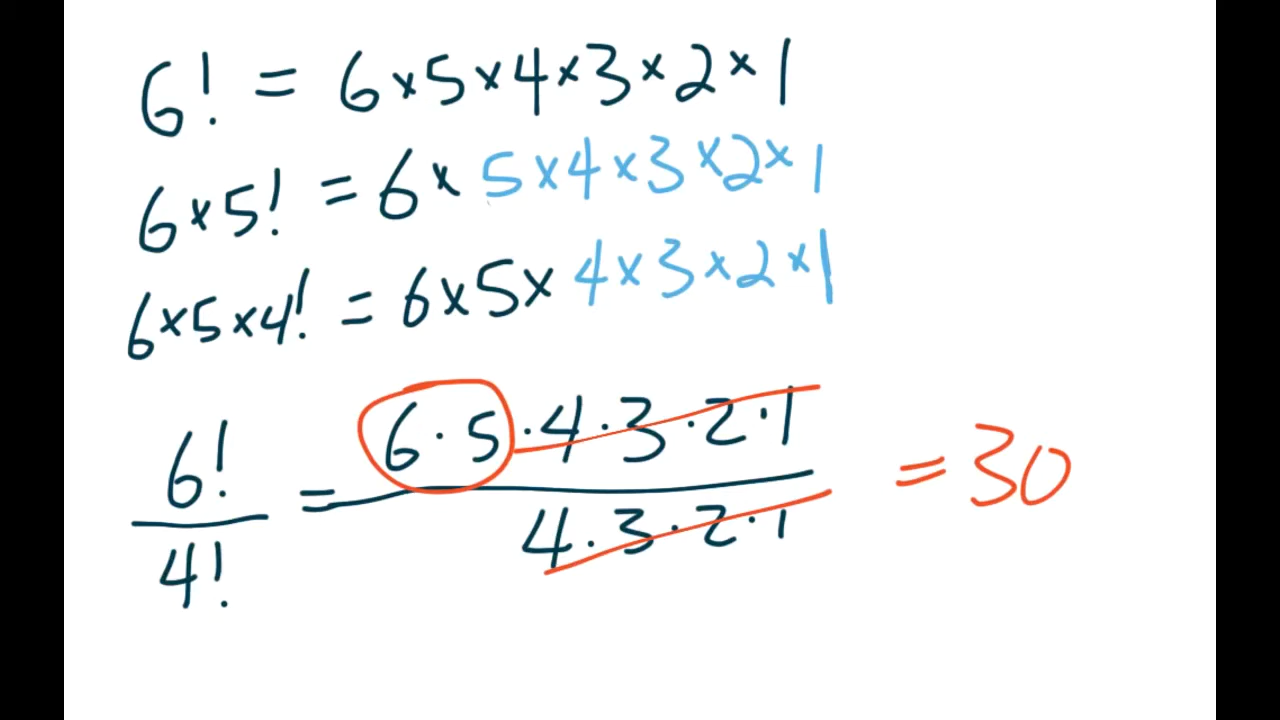 6! = 6×5×4×3×2×1
6×5! = 6×5×4×3×2×1
6×5×4! = 6×5×4×3×2×1
6!/4! = 6·5·4·3·2·1/4·3·2·1 = 30